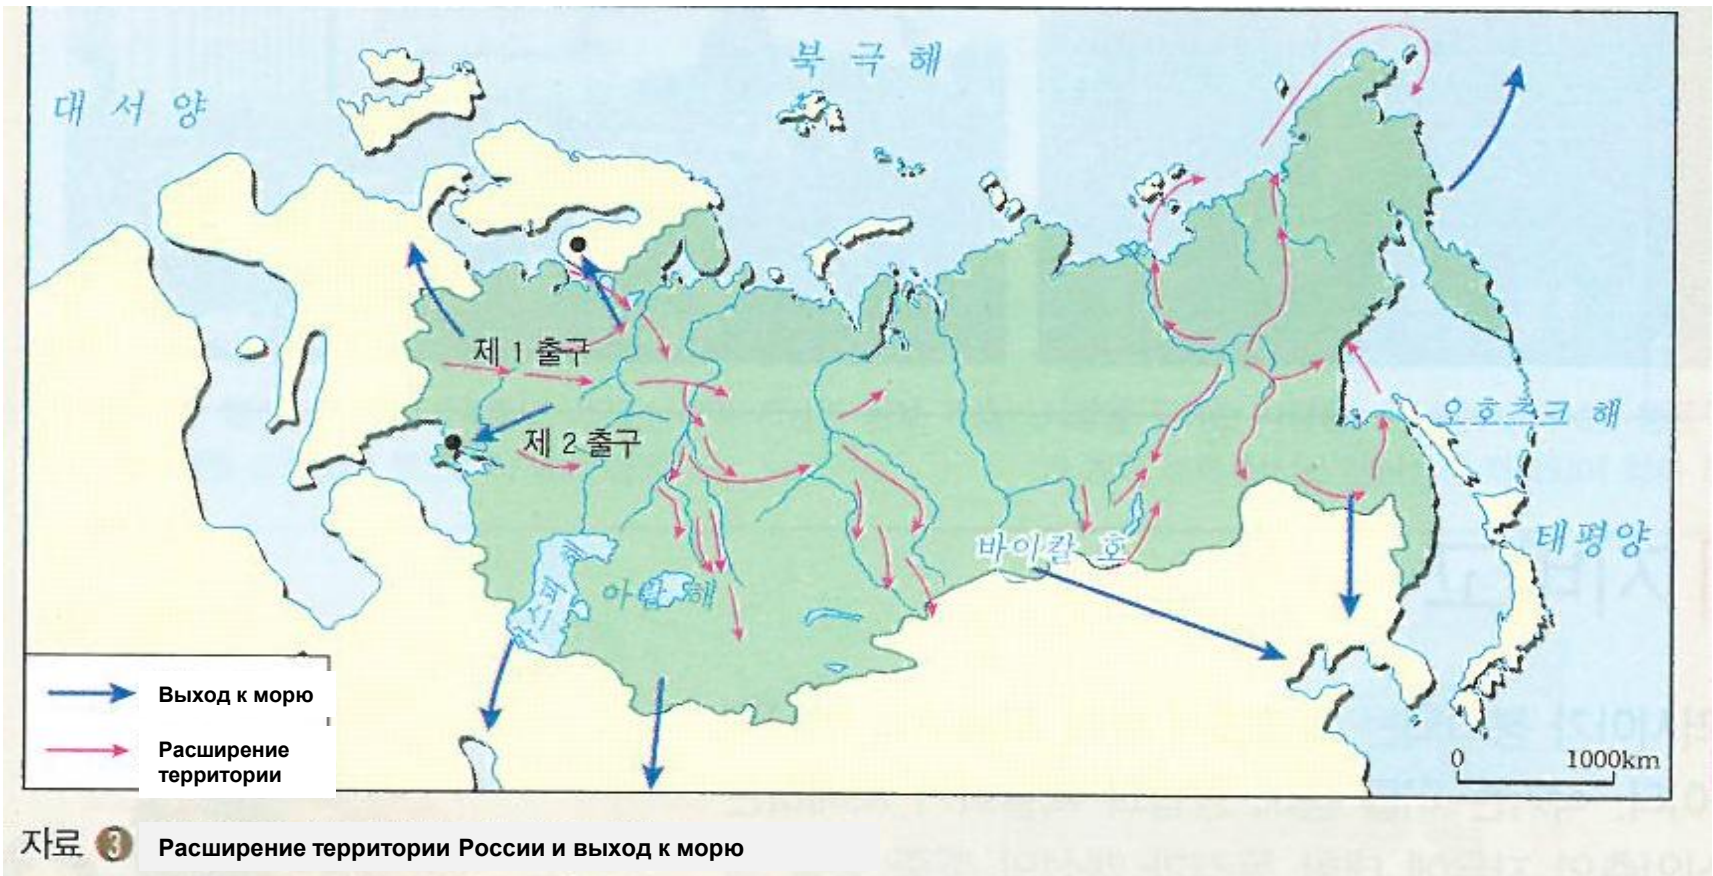 북극해
대서양
제 1 출구
오호츠크 해
제 2 출구
태평양
바이칼 호
아랄 해
Выход к морю
Расширение
территории
0 1000km
자료 3 Расширение территории России и выход к морю